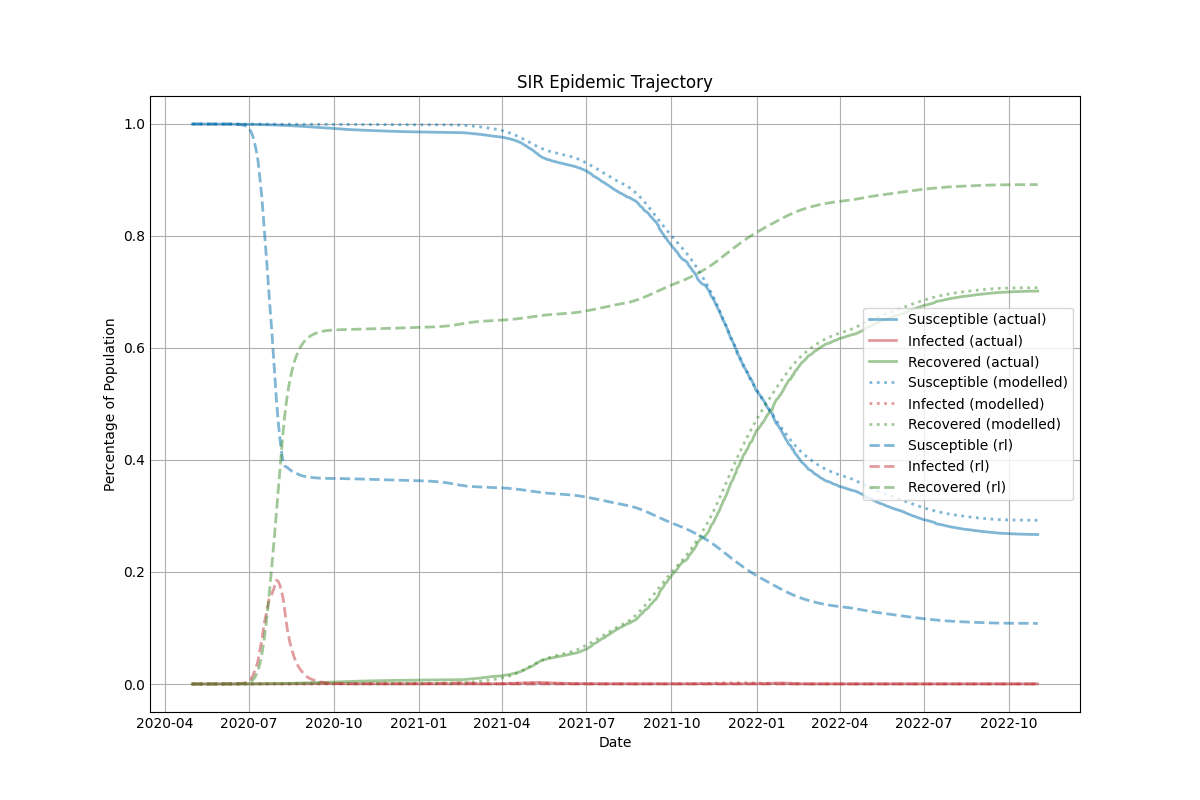 SIR Epidemic Trajectory
Percentage of Population
1.0
0.8
0.6
0.4
0.2
0.0
Susceptible (actual)
Infected (actual)
Recovered (actual)
Susceptible (modelled)
Infected (modelled)
Recovered (modelled)
Susceptible (rl)
Infected (rl)
Recovered (rl)
2020-04 2020-07 2020-10 2021-01 2021-04 2021-07 2021-10 2022-01 2022-04 2022-07 2022-10
Date